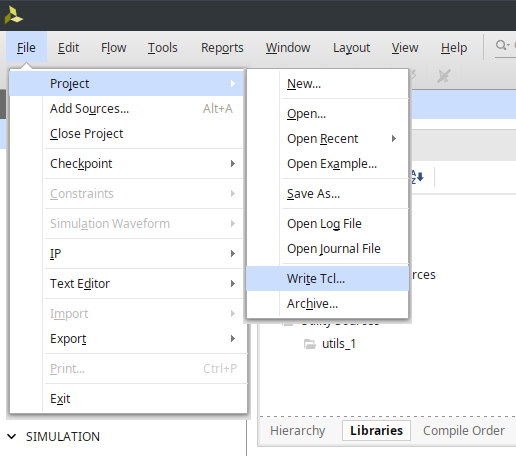 File Edit Flow Tools Reports Window Layout View Help Q-
Project
Add Sources... Alt+A
Close Project
Checkpoint
Constraints
Simulation Waveform
IP
Text Editor
Import
Export
Print... Ctrl+P
Exit
New...
Open...
Open Recent
Open Example...
Save As...
Open Log File
Open Journal File
Write Tcl...
Archive...
utils_1
Hierarchy Libraries Compile Order
SIMULATION